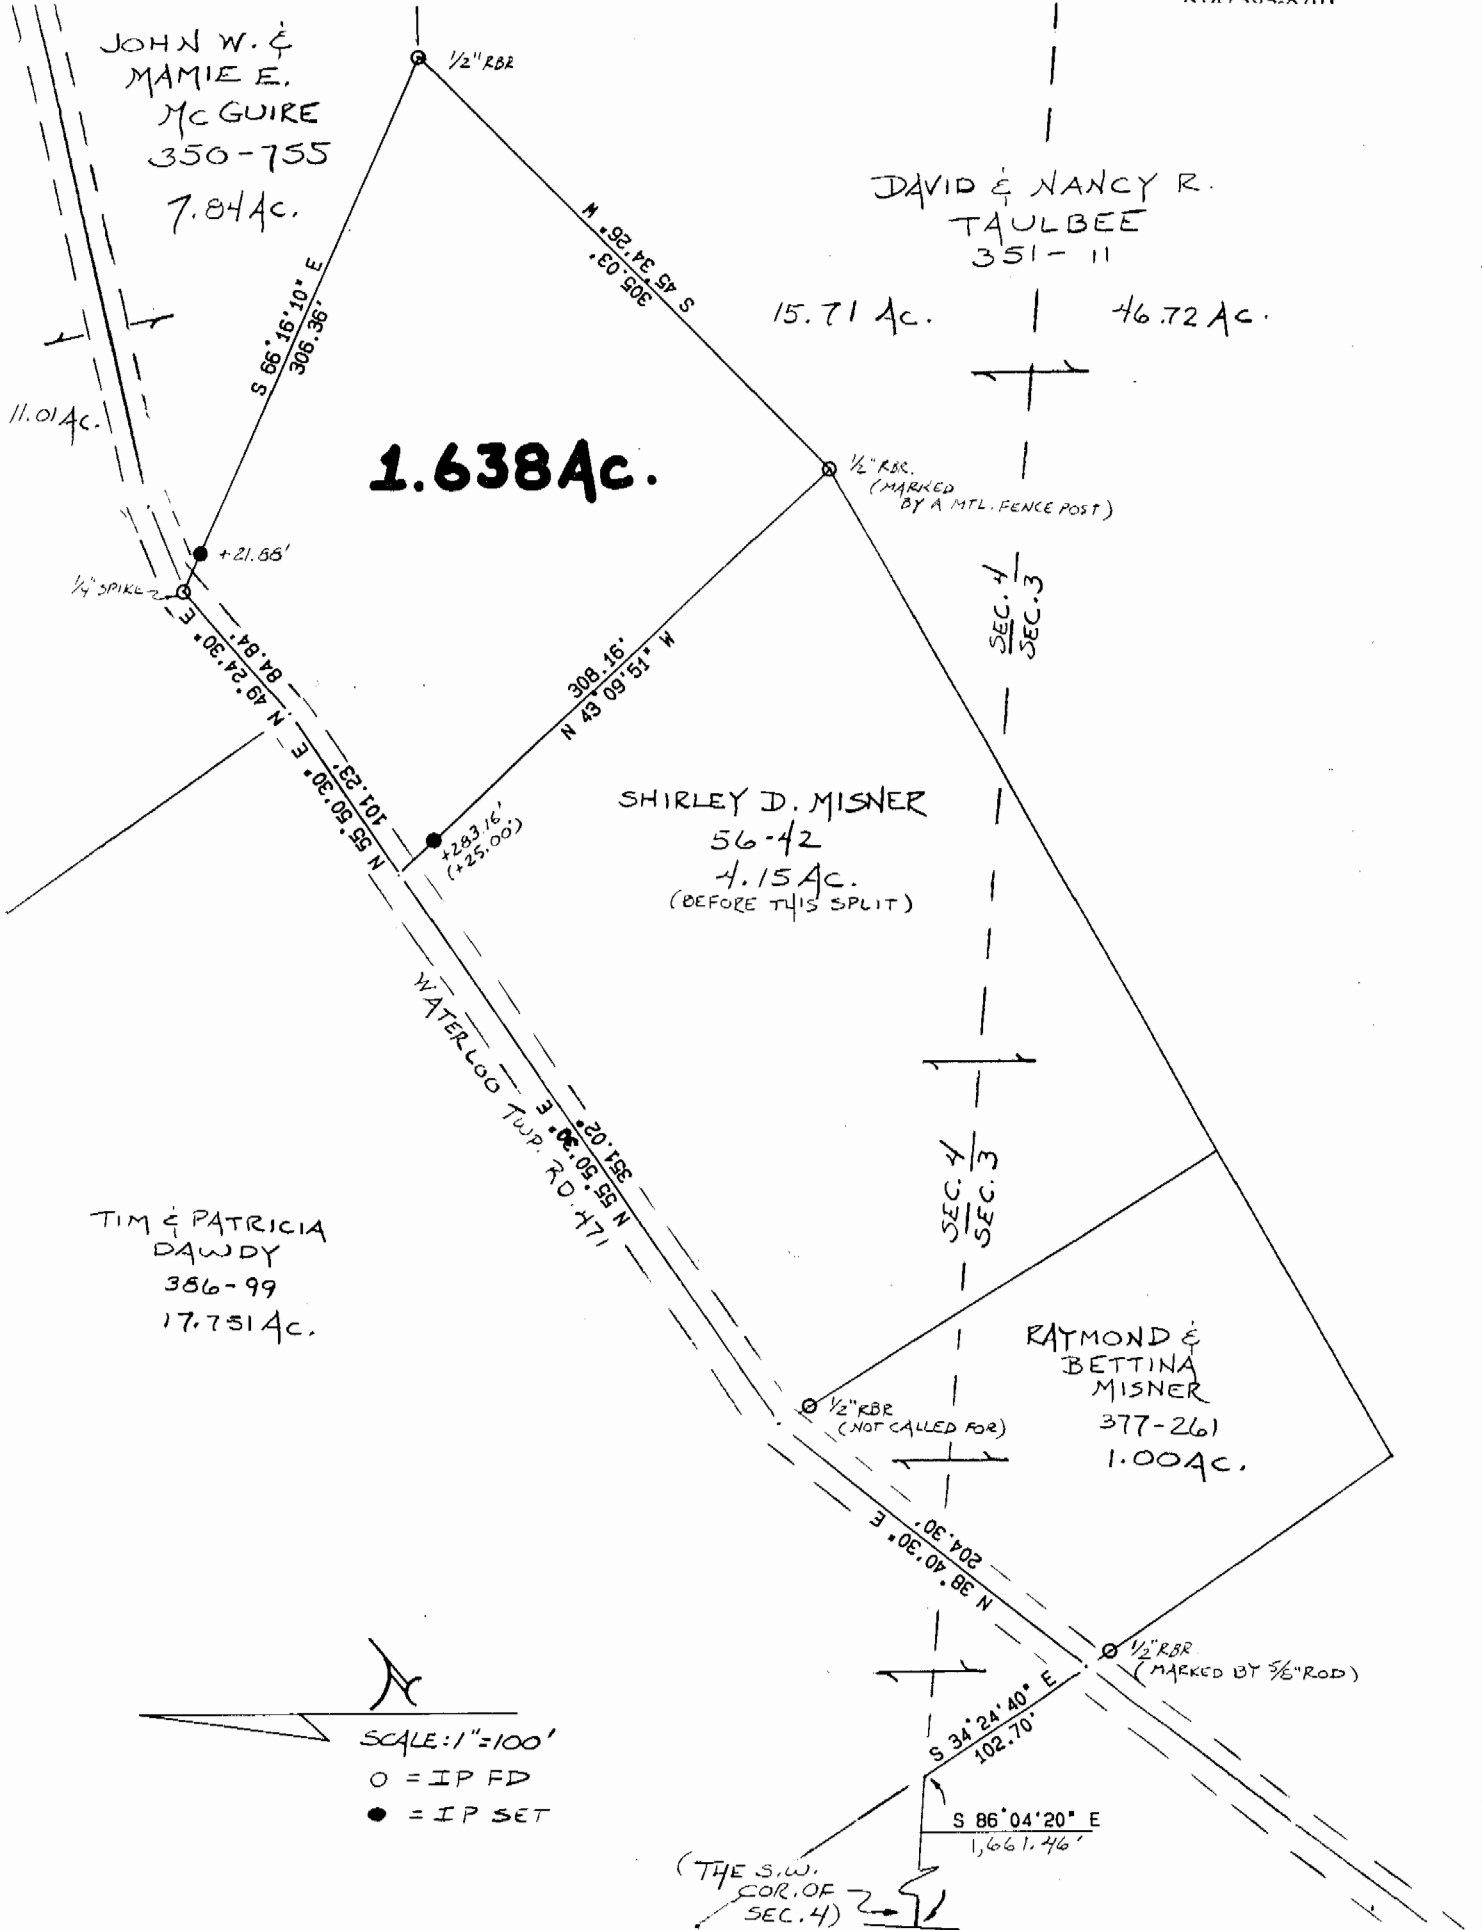 JOHN W. &
MAMIE E.
McGUIRE
350-755
7.84 Ac.
1/2" RBR
DAVID & NANCY R.
TAULBEE
351-11
15.71 Ac.
46.72 Ac.
S 45°34'26" W
305.03'
S 66°16'10" E
306.36'
11.01 Ac.
1.638 Ac.
1/2" RBR.
(MARKED
BY A MTL. FENCE POST)
+21.88'
1/4" SPIKE
SEC. 4
SEC. 3
N 49°24'30" E
84.84'
308.16'
N 43°09'51" W
N 55°50'30" E
101.23'
+283.16'
(+25.00')
SHIRLEY D. MISNER
56-42
4.15 Ac.
(BEFORE THIS SPLIT)
WATERLOO TWP. RD. 471
N 55°50'30" E
351.02"
SEC. 4
SEC. 3
TIM & PATRICIA
DAWDY
386-99
17.751 Ac.
RAYMOND &
BETTINA
MISNER
377-261
1.00 Ac.
1/2" RBR
(NOT CALLED FOR)
204.30'
N 38°40'30" E
1/2" RBR
(MARKED BY 5/8" ROD)
S 34°24'40" E
102.70'
N
SCALE: 1"=100'
O = IP FD
● = IP SET
S 86°04'20" E
1,661.46'
(THE S.W.
COR. OF
SEC. 4)